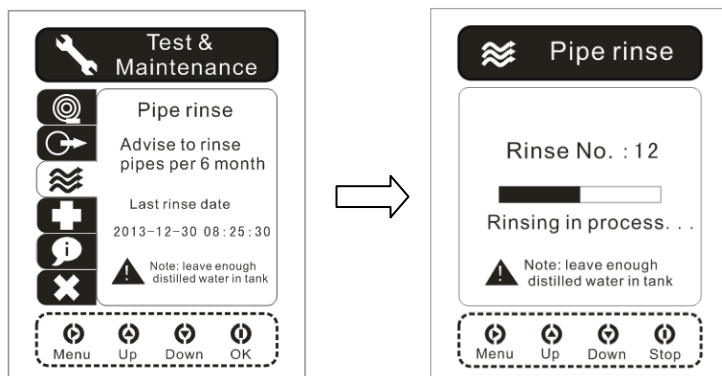 Test &
Maintenance
Pipe rinse
Advise to rinse
pipes per 6 month
Last rinse date
2013-12-30 08:25:30
Note: leave enough
distilled water in tank
Menu Up Down OK
Pipe rinse
Rinse No. : 12
Rinsing in process. . .
Note: leave enough
distilled water in tank
Menu Up Down Stop